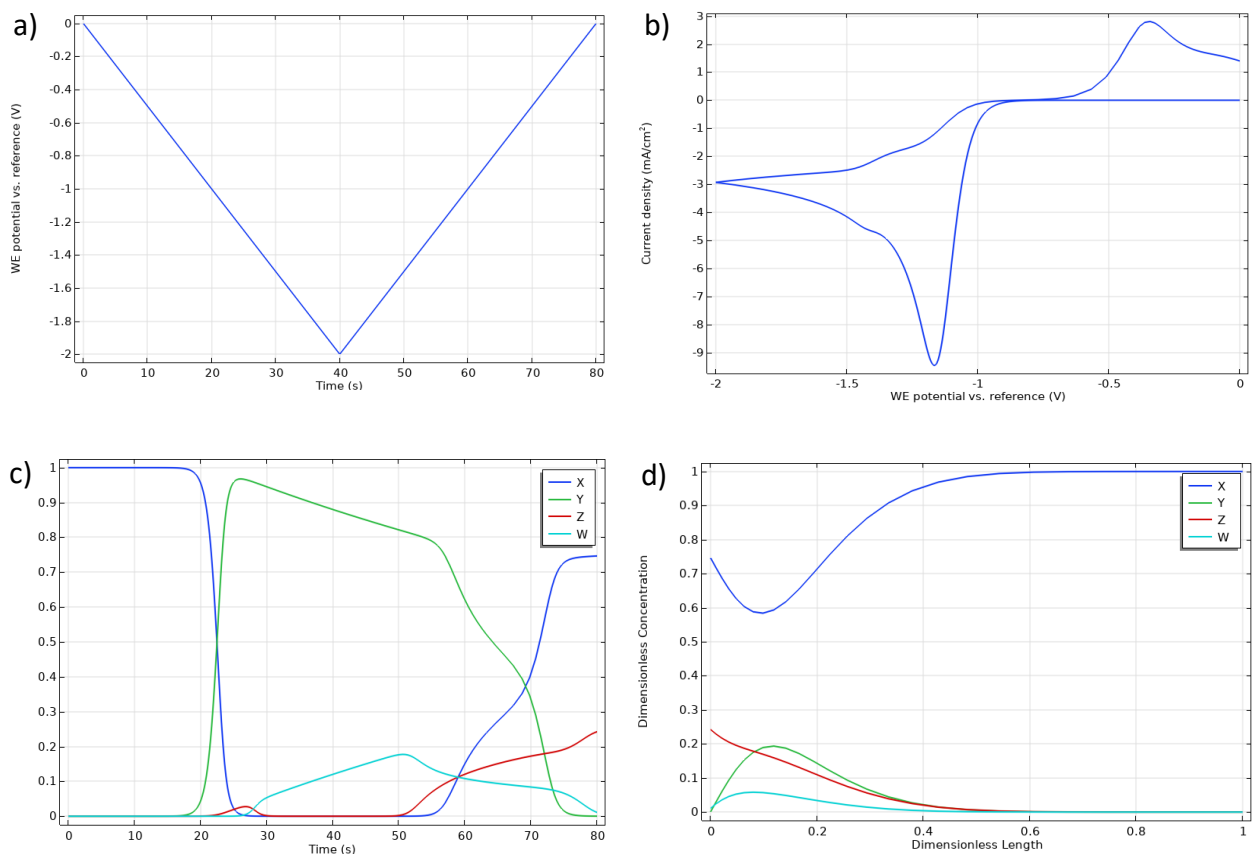 a)
0
-0.2
-0.4
-0.6
-0.8
-1
-1.2
-1.4
-1.6
-1.8
-2
WE potential vs. reference (V)
0 10 20 30 40 50 60 70 80
Time (s)
b)
3
2
1
0
-1
-2
-3
-4
-5
-6
-7
-8
-9
Current density (mA/cm²)
-2 -1.5 -1 -0.5 0
WE potential vs. reference (V)
c)
1
0.9
0.8
0.7
0.6
0.5
0.4
0.3
0.2
0.1
0
X
Y
Z
W
0 10 20 30 40 50 60 70 80
Time (s)
d)
1
0.9
0.8
0.7
0.6
0.5
0.4
0.3
0.2
0.1
0
Dimensionless Concentration
X
Y
Z
W
0 0.2 0.4 0.6 0.8 1
Dimensionless Length